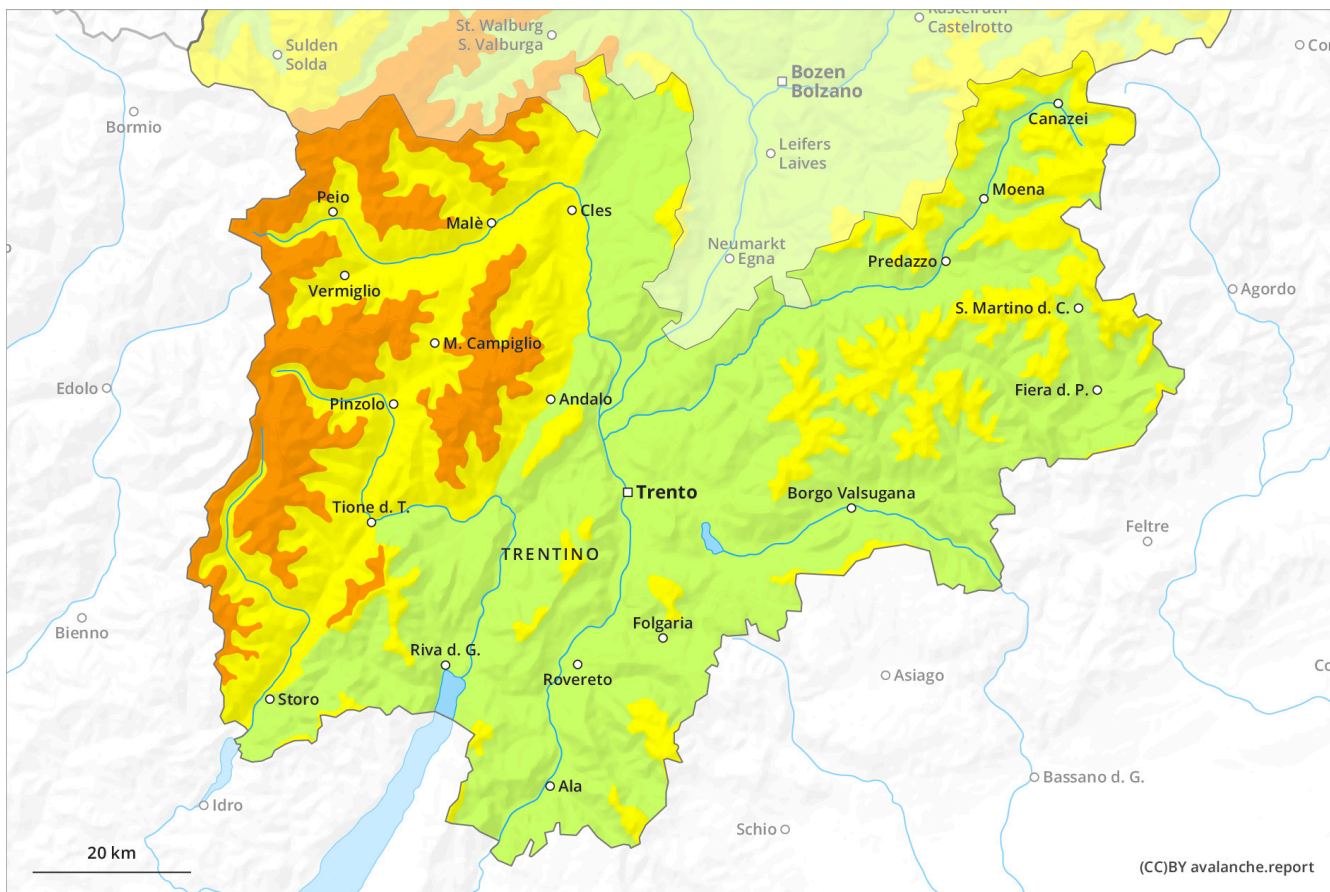 Kastelruth
Castelrotto
St. Walburg
S. Valburga
Sulden
Solda
Bozen
Bolzano
Bormio
Canazei
Leifers
Laives
Moena
Peio
Malè
Cles
Neumarkt
Egna
Predazzo
Vermiglio
Agordo
S. Martino d. C.
M. Campiglio
Edolo
Pinzolo
Andalo
Fiera d. P.
Trento
Borgo Valsugana
Tione d. T.
Feltre
TRENTINO
Bienno
Folgaria
Riva d. G.
Rovereto
Asiago
Storo
Ala
Bassano d. G.
Idro
Schio
20 km
(CC)BY avalanche.report